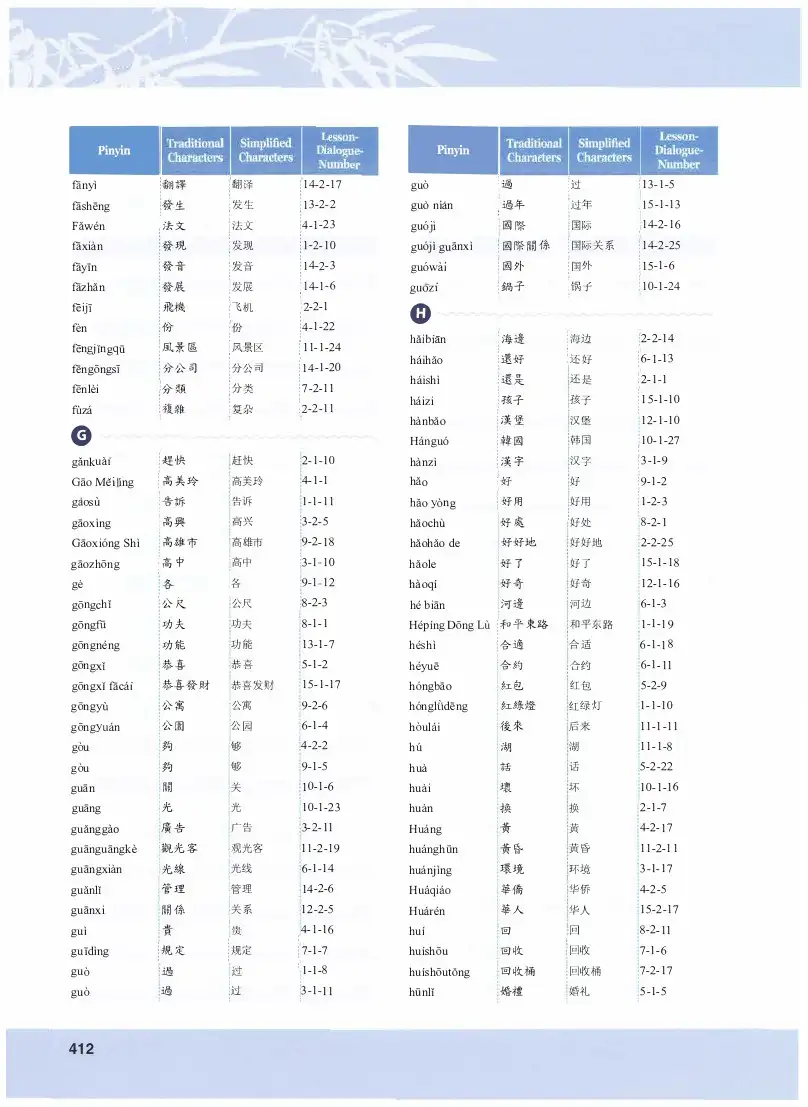 Pinyin Traditional Characters Simplified Characters Lesson-Dialogue-Number
fānyì 翻譯 翻译 14-2-17
fāshēng 發生 发生 13-2-2
Fǎwén 法文 法文 4-1-23
fāxiàn 發現 发现 1-2-10
fāyīn 發音 发音 14-2-3
fāzhǎn 發展 发展 14-1-6
fēijī 飛機 飞机 2-2-1
fèn 份 份 4-1-22
fēngjǐngqū 風景區 风景区 11-1-24
fēngōngsī 分公司 分公司 14-1-20
fēnlèi 分類 分类 7-2-11
fùzá 複雜 复杂 2-2-11
G
gǎnkuài 趕快 赶快 2-1-10
Gāo Měilíng 高美玲 高美玲 4-1-1
gàosù 告訴 告诉 1-1-11
gāoxìng 高興 高兴 3-2-5
Gāoxióng Shì 高雄市 高雄市 9-2-18
gāozhōng 高中 高中 3-1-10
gè 各 各 9-1-12
gōngchǐ 公尺 公尺 8-2-3
gōngfū 功夫 功夫 8-1-1
gōngnéng 功能 功能 13-1-7
gōngxǐ 恭喜 恭喜 5-1-2
gōngxǐ fācái 恭喜發財 恭喜发财 15-1-17
gōngyù 公寓 公寓 9-2-6
gōngyuán 公園 公园 6-1-4
gòu 夠 够 4-2-2
gòu 夠 够 9-1-5
guān 關 关 10-1-6
guāng 光 光 10-1-23
guǎnggào 廣告 广告 3-2-11
guānguāngkè 觀光客 观光客 11-2-19
guāngxiàn 光線 光线 6-1-14
guǎnlǐ 管理 管理 14-2-6
guānxi 關係 关系 12-2-5
guì 貴 贵 4-1-16
guīdìng 規定 规定 7-1-7
guò 過 过 1-1-8
guò 過 过 3-1-11
Pinyin Traditional Characters Simplified Characters Lesson-Dialogue-Number
guò 過 过 13-1-5
guò nián 過年 过年 15-1-13
guójì 國際 国际 14-2-16
guójì guānxì 國際關係 国际关系 14-2-25
guówài 國外 国外 15-1-6
guōzi 鍋子 锅子 10-1-24
H
hǎibiān 海邊 海边 2-2-14
háihǎo 還好 还好 6-1-13
háishì 還是 还是 2-1-1
háizi 孩子 孩子 15-1-10
hànbǎo 漢堡 汉堡 12-1-10
Hánguó 韓國 韩国 10-1-27
hànzì 漢字 汉字 3-1-9
hǎo 好 好 9-1-2
hǎo yòng 好用 好用 1-2-3
hǎochù 好處 好处 8-2-1
hǎohǎo de 好好地 好好地 2-2-25
hǎole 好了 好了 15-1-18
hàoqí 好奇 好奇 12-1-16
hé biān 河邊 河边 6-1-3
Hépíng Dōng Lù 和平東路 和平东路 1-1-19
héshì 合適 合适 6-1-18
héyuē 合約 合约 6-1-11
hóngbāo 紅包 红包 5-2-9
hónglǜdēng 紅綠燈 红绿灯 1-1-10
hòulái 後來 后来 11-1-11
hú 湖 湖 11-1-8
huà 話 话 5-2-22
huài 壞 坏 10-1-16
huàn 換 换 2-1-7
Huáng 黃 黄 4-2-17
huánghūn 黃昏 黄昏 11-2-11
huánjìng 環境 环境 3-1-17
Huáqiáo 華僑 华侨 4-2-5
Huárén 華人 华人 15-2-17
huí 回 回 8-2-11
huíshōu 回收 回收 7-1-6
huíshōutǒng 回收桶 回收桶 7-2-17
hūnlǐ 婚禮 婚礼 5-1-5
412